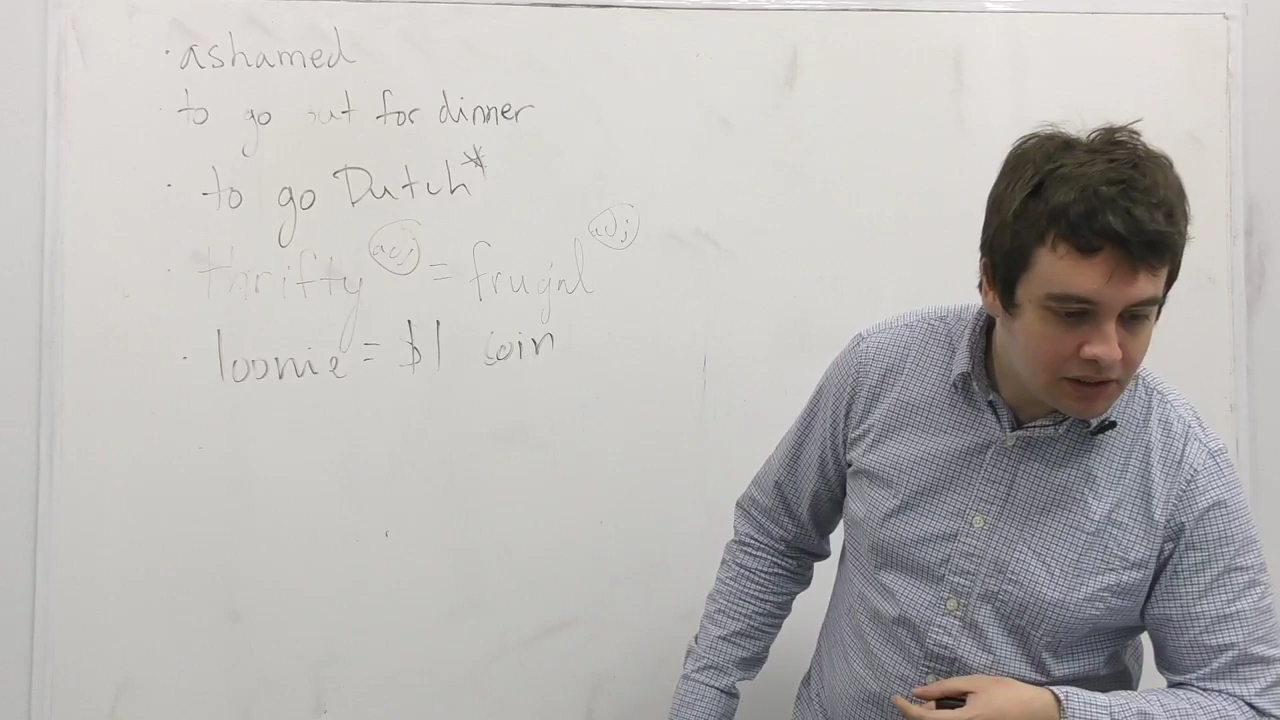 · ashamed
· to go out for dinner
· to go Dutch*
· thrifty adj = frugal adj
· loonie = $1 coin